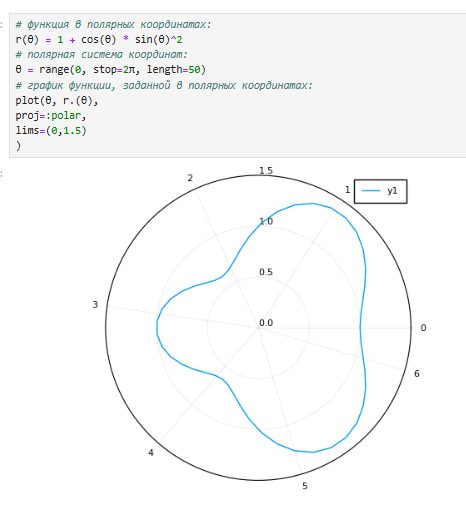 # функция в полярных координатах:
r(θ) = 1 + cos(θ) * sin(θ)^2
# полярная система координат:
θ = range(0, stop=2π, length=50)
# график функции, заданной в полярных координатах:
plot(θ, r.(θ),
proj=:polar,
lims=(0,1.5)
)
1.5
2
1
y1
1.0
0.5
3
0.0
0
6
4
5